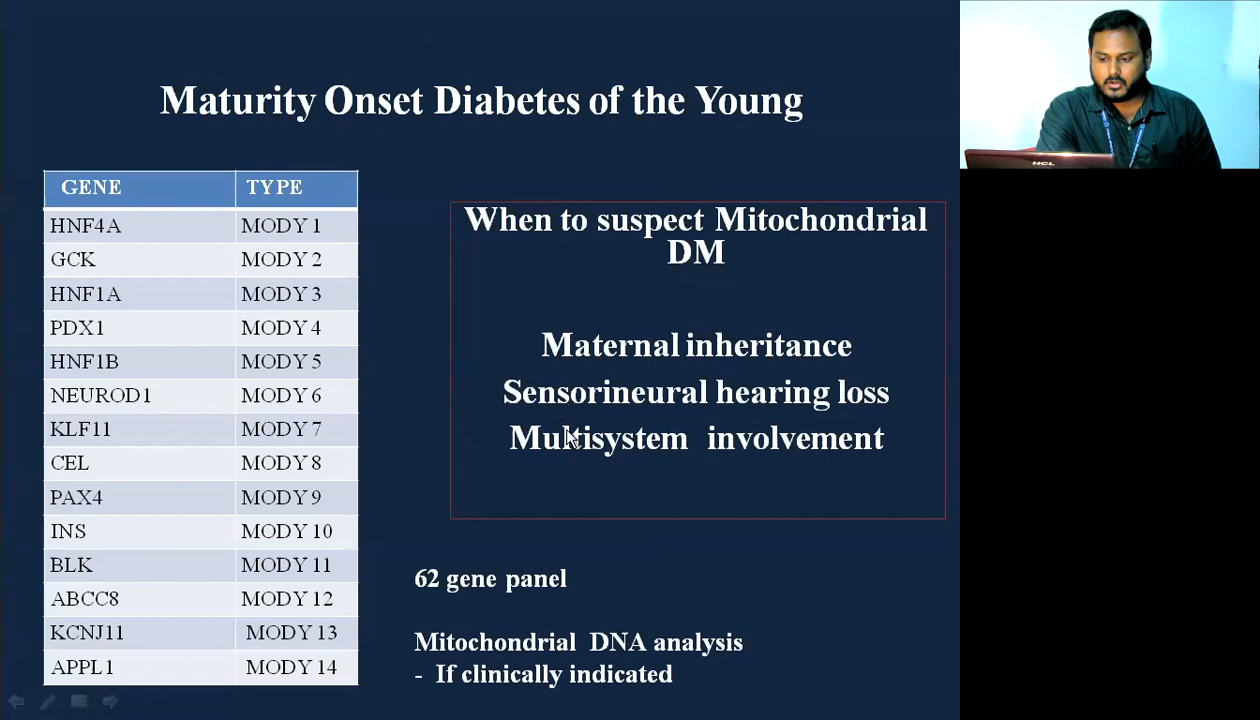 Maturity Onset Diabetes of the Young
GENE TYPE
HNF4A MODY 1
GCK MODY 2
HNF1A MODY 3
PDX1 MODY 4
HNF1B MODY 5
NEUROD1 MODY 6
KLF11 MODY 7
CEL MODY 8
PAX4 MODY 9
INS MODY 10
BLK MODY 11
ABCC8 MODY 12
KCNJ11 MODY 13
APPL1 MODY 14
When to suspect Mitochondrial
DM
Maternal inheritance
Sensorineural hearing loss
Multisystem involvement
62 gene panel
Mitochondrial DNA analysis
- If clinically indicated
HCL